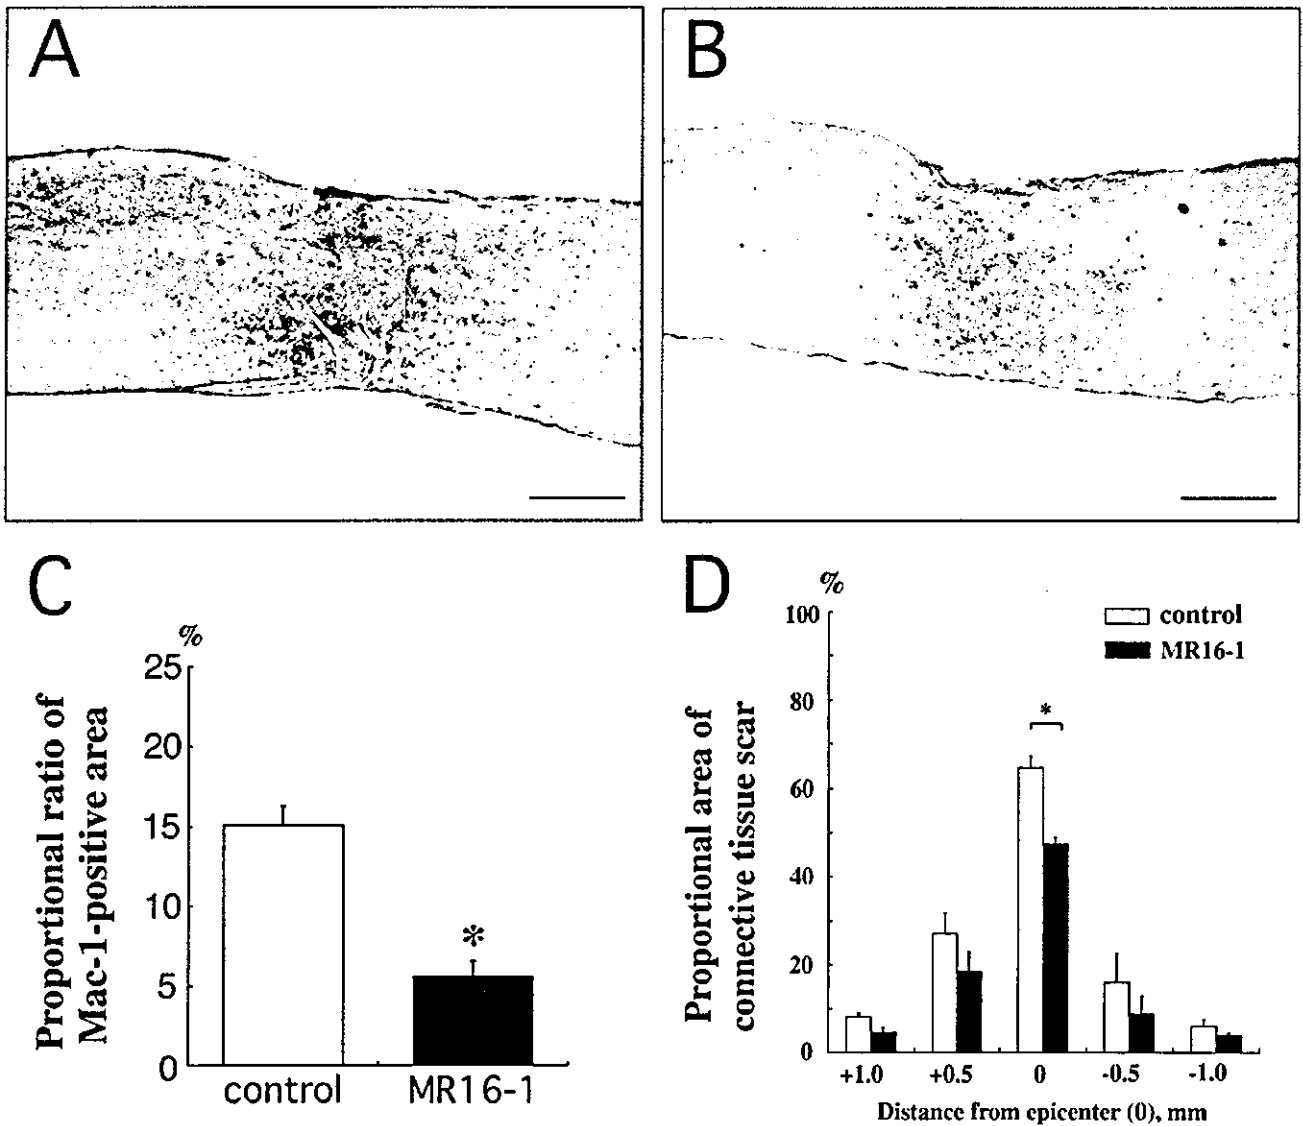 A
B
C
%
25
20
15
10
5
0
Proportional ratio of
Mac-1-positive area
*
control
MR16-1
D
%
100
80
60
40
20
0
Proportional area of
connective tissue scar
control
MR16-1
*
+1.0
+0.5
0
-0.5
-1.0
Distance from epicenter (0), mm